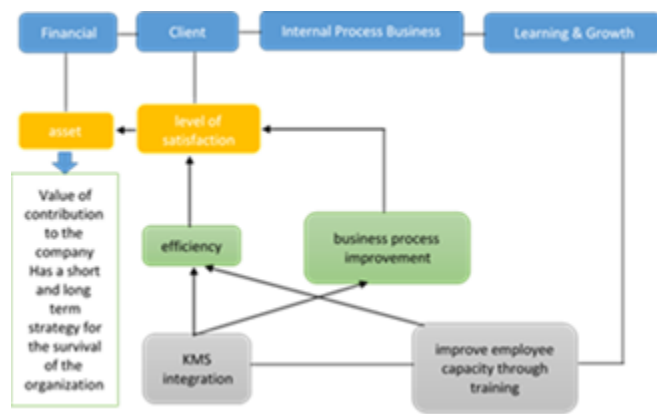 Financial
Client
Internal Process Business
Learning & Growth
asset
level of
satisfaction
Value of
contribution
to the
company
Has a short
and long
term
strategy for
the survival
of the
organization
efficiency
business process
improvement
KMS
integration
improve employee
capacity through
training